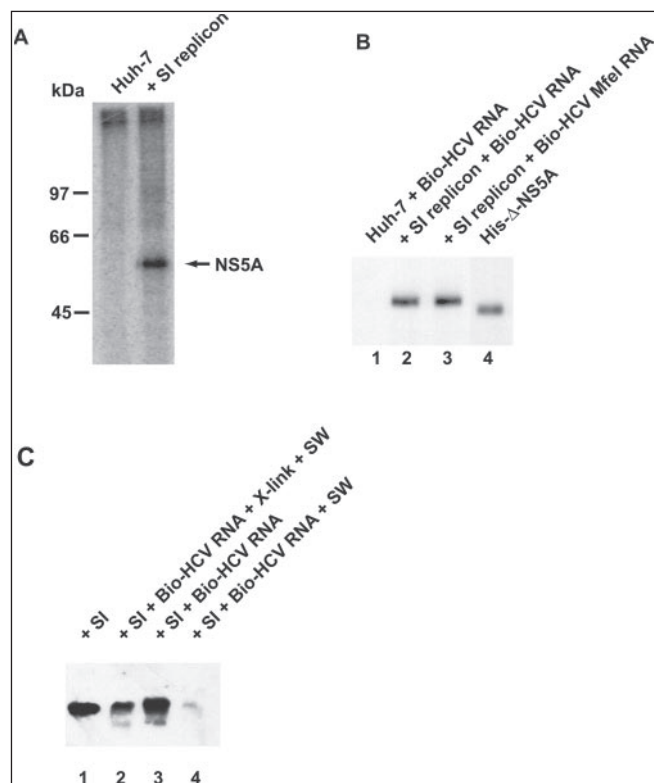 A
Huh-7
+ SI replicon
kDa
97
66
45
NS5A
B
Huh-7 + Bio-HCV RNA
+ SI replicon + Bio-HCV RNA
+ SI replicon + Bio-HCV MfeI RNA
His-Δ-NS5A
1 2 3 4
C
+ SI
+ SI + Bio-HCV RNA + X-link + SW
+ SI + Bio-HCV RNA
+ SI + Bio-HCV RNA + SW
1 2 3 4